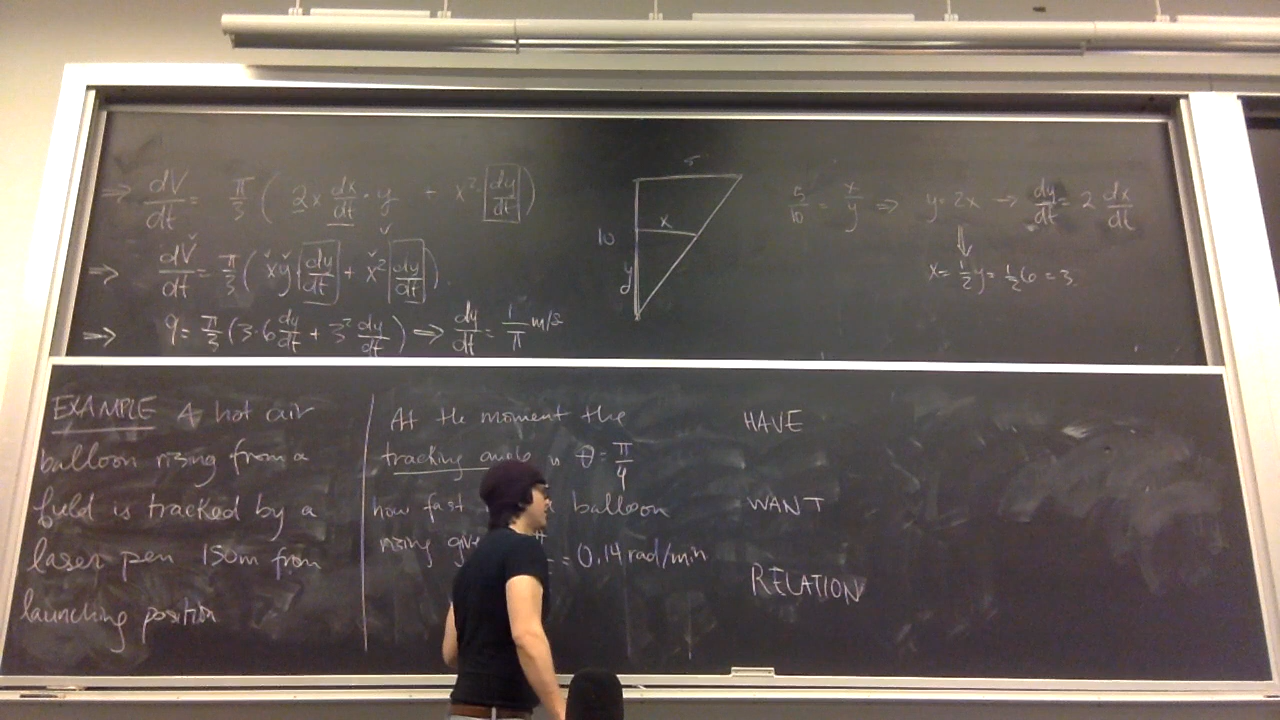 ⇒ dV/dt = π/3 ( 2x dx/dt · y + x² · dy/dt )
⇒ dV/dt = π/3 ( xy dy/dt + x² dy/dt ).
⇒ 9 = π/3 (3·6 dy/dt + 3² dy/dt ) ⇒ dy/dt = 1/π m/s
5
10
x
y
5/10 = x/y ⇒ y = 2x → dy/dt = 2 dx/dt
⇓
x = 1/2 y = 1/2 6 = 3.
EXAMPLE A hot air
balloon rising from a
field is tracked by a
laser pen 150m from
launching position
At the moment the
tracking angle is θ = π/4
how fast balloon
rising = 0.14 rad/min
HAVE
WANT
RELATION